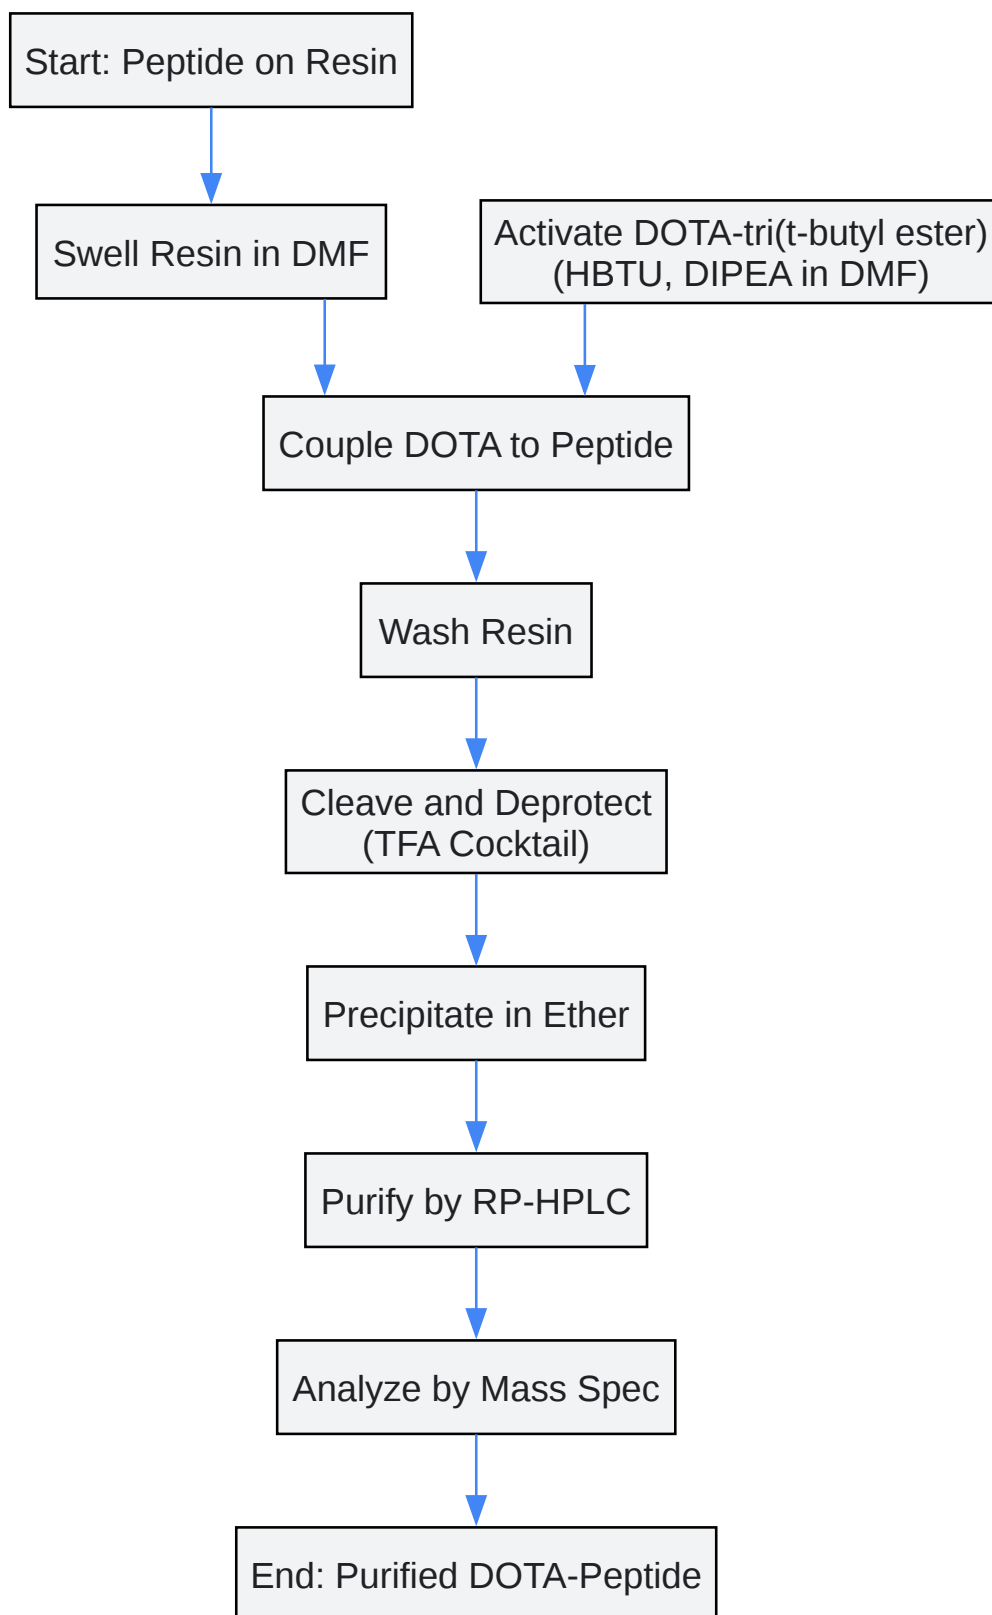 Start: Peptide on Resin
Swell Resin in DMF
Activate DOTA-tri(t-butyl ester)
(HBTU, DIPEA in DMF)
Couple DOTA to Peptide
Wash Resin
Cleave and Deprotect
(TFA Cocktail)
Precipitate in Ether
Purify by RP-HPLC
Analyze by Mass Spec
End: Purified DOTA-Peptide